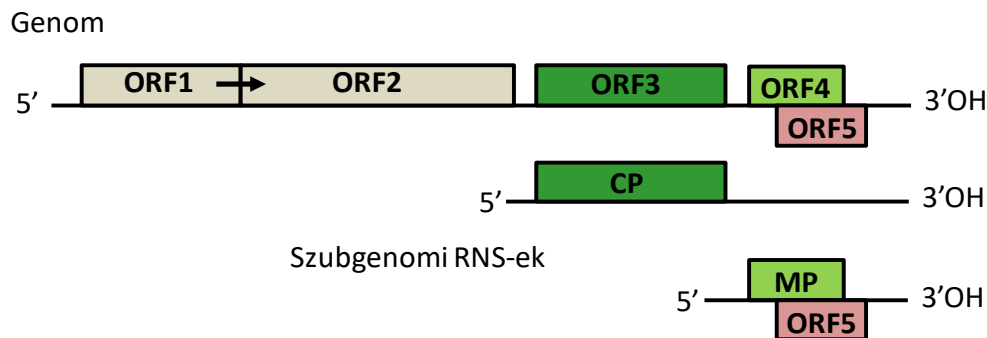 Genom
5’ ORF1 ORF2 ORF3 ORF4 3’OH
ORF5
5’ CP 3’OH
Szubgenomi RNS-ek
5’ MP 3’OH
ORF5